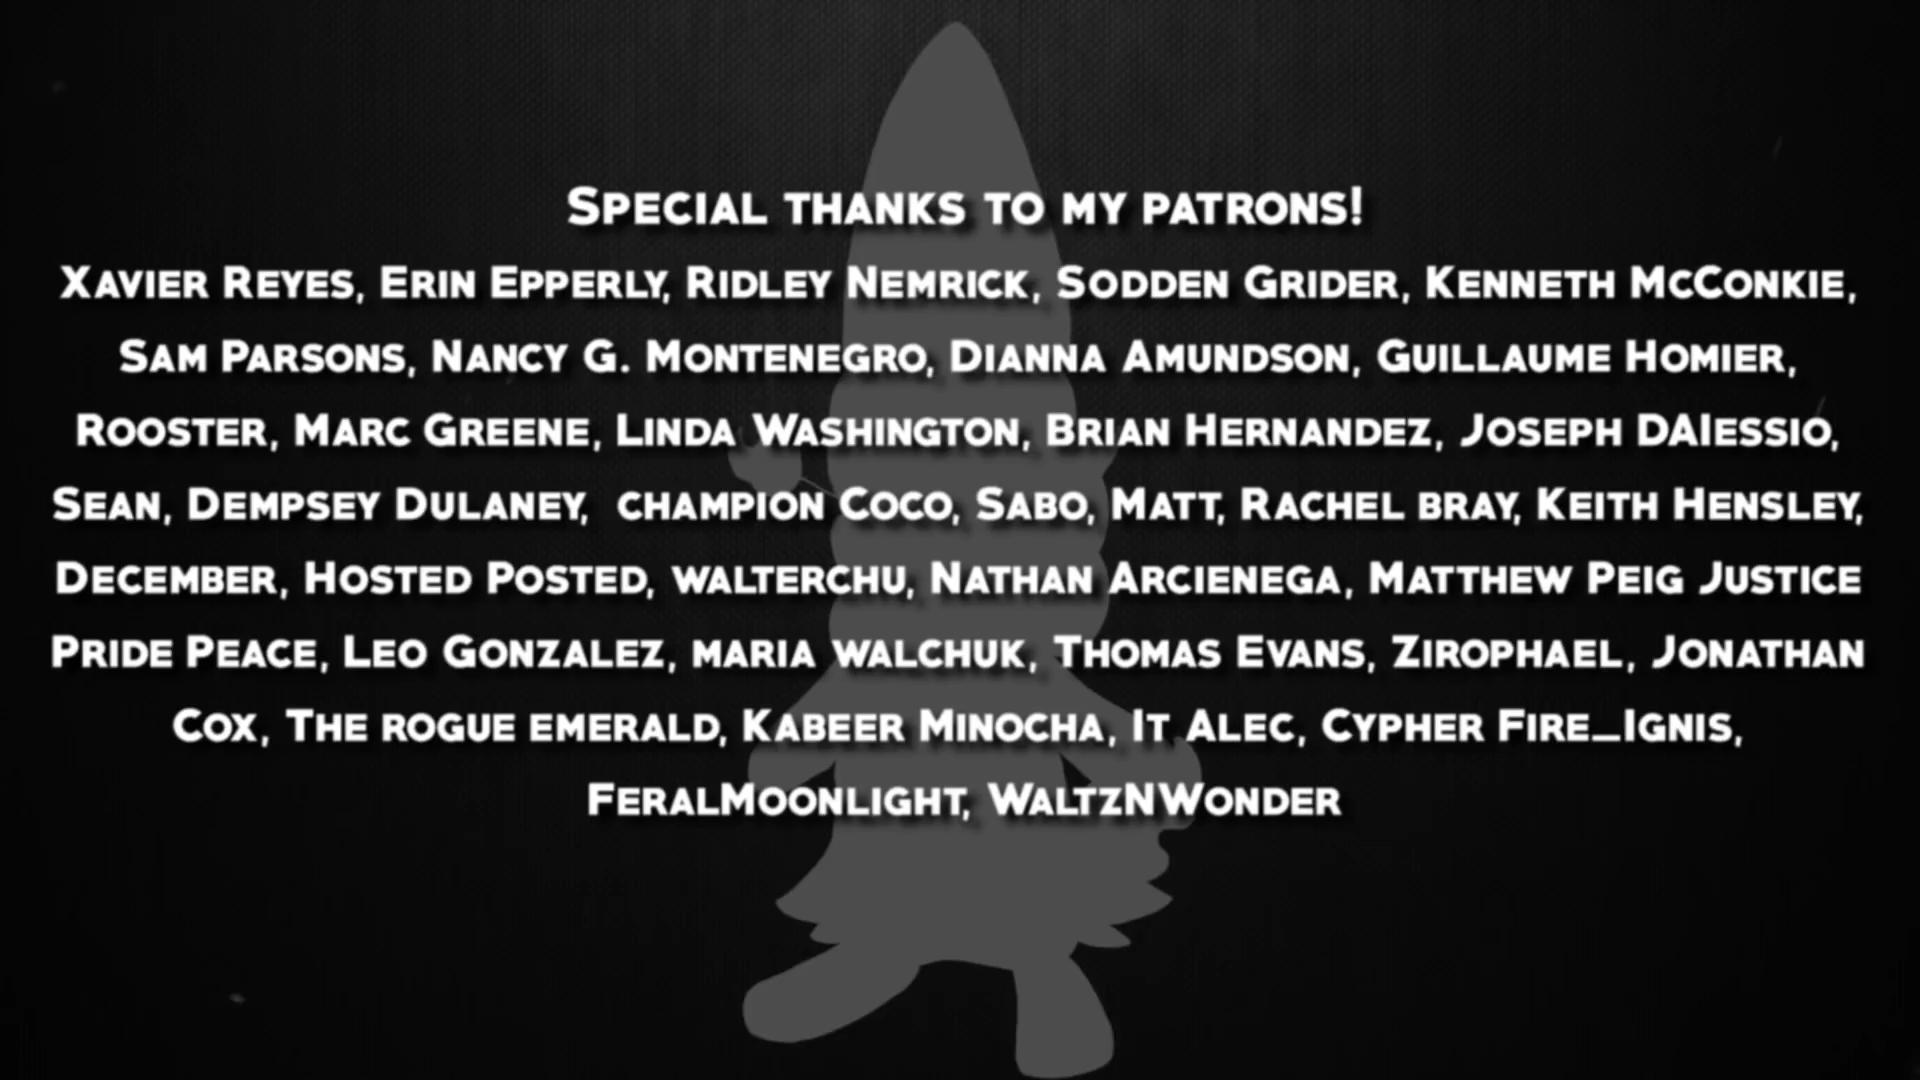 Special thanks to my patrons!
Xavier Reyes, Erin Epperly, Ridley Nemrick, Sodden Grider, Kenneth McConkie,
Sam Parsons, Nancy G. Montenegro, Dianna Amundson, Guillaume Homier,
Rooster, Marc Greene, Linda Washington, Brian Hernandez, Joseph DAIessio,
Sean, Dempsey Dulaney, champion Coco, Sabo, Matt, Rachel bray, Keith Hensley,
December, Hosted Posted, walterchu, Nathan Arcienega, Matthew Peig Justice
Pride Peace, Leo Gonzalez, maria walchuk, Thomas Evans, Zirophael, Jonathan
Cox, The rogue emerald, Kabeer Minocha, It Alec, Cypher Fire_Ignis,
FeralMoonlight, WaltzNWonder